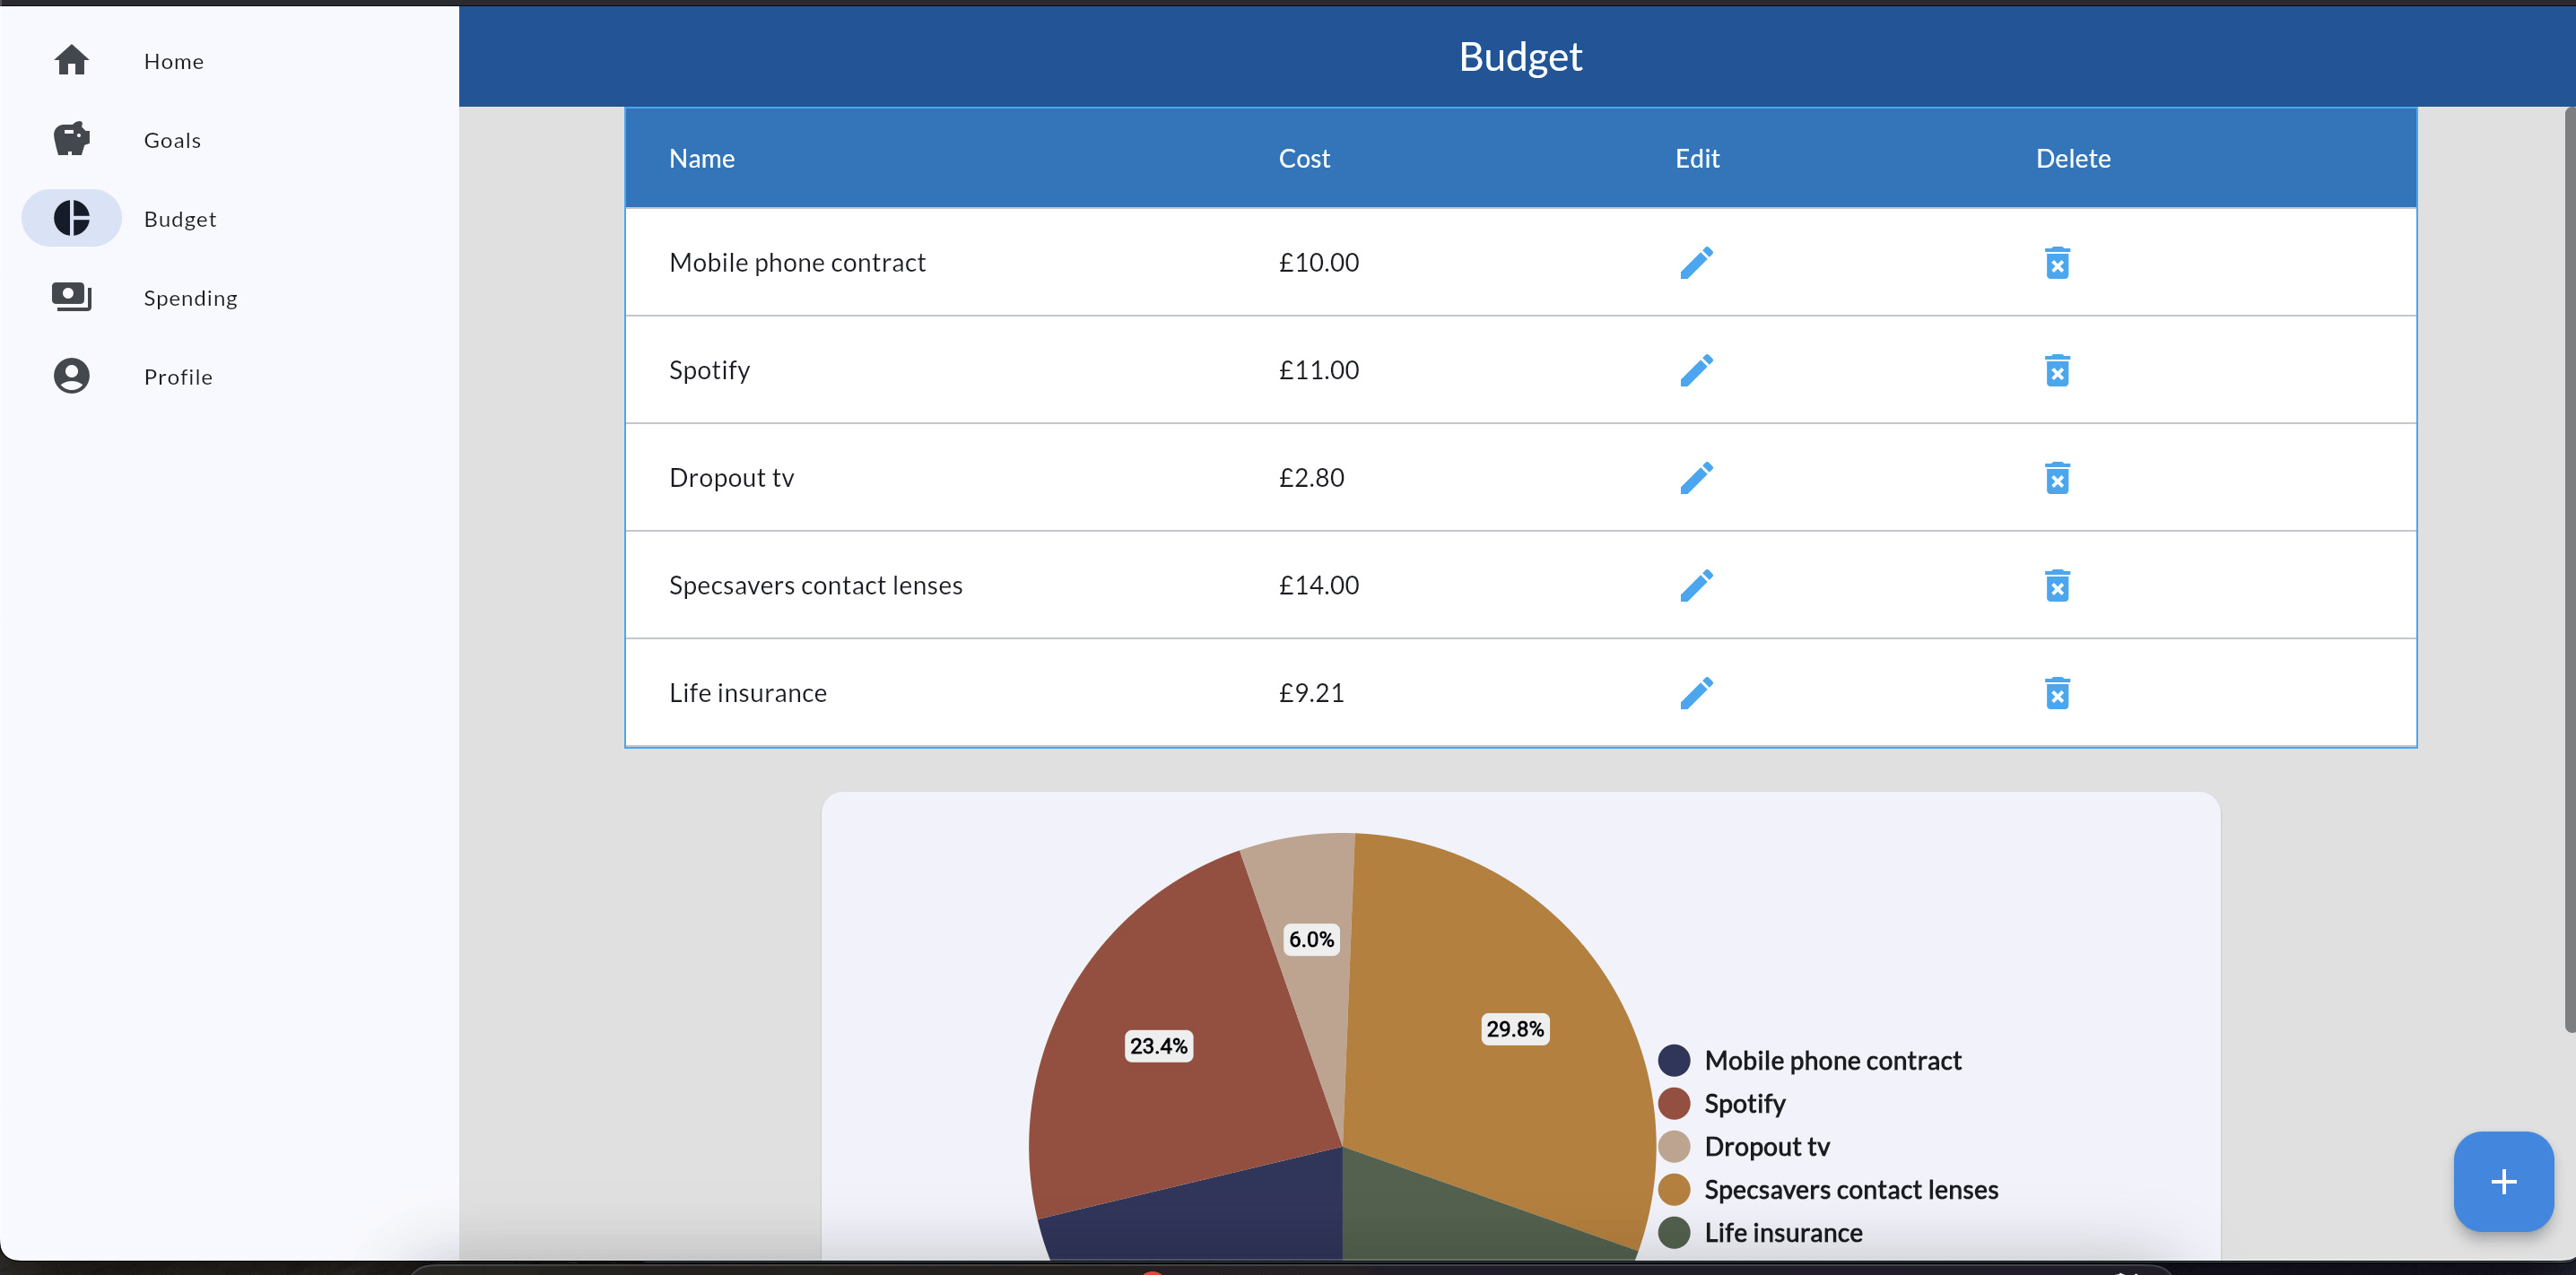 Home
Goals
Budget
Spending
Profile
Budget
Name Cost Edit Delete
Mobile phone contract £10.00
Spotify £11.00
Dropout tv £2.80
Specsavers contact lenses £14.00
Life insurance £9.21
6.0%
29.8%
23.4%
Mobile phone contract
Spotify
Dropout tv
Specsavers contact lenses
Life insurance